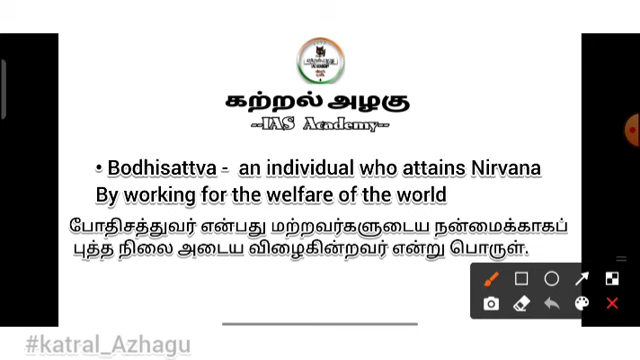 கற்றல் அழகு
--IAS Academy--
• Bodhisattva - an individual who attains Nirvana
By working for the welfare of the world
போதிசத்துவர் என்பது மற்றவர்களுடைய நன்மைக்காகப்
புத்த நிலை அடைய விழைகின்றவர் என்று பொருள்.
#katral_Azhagu